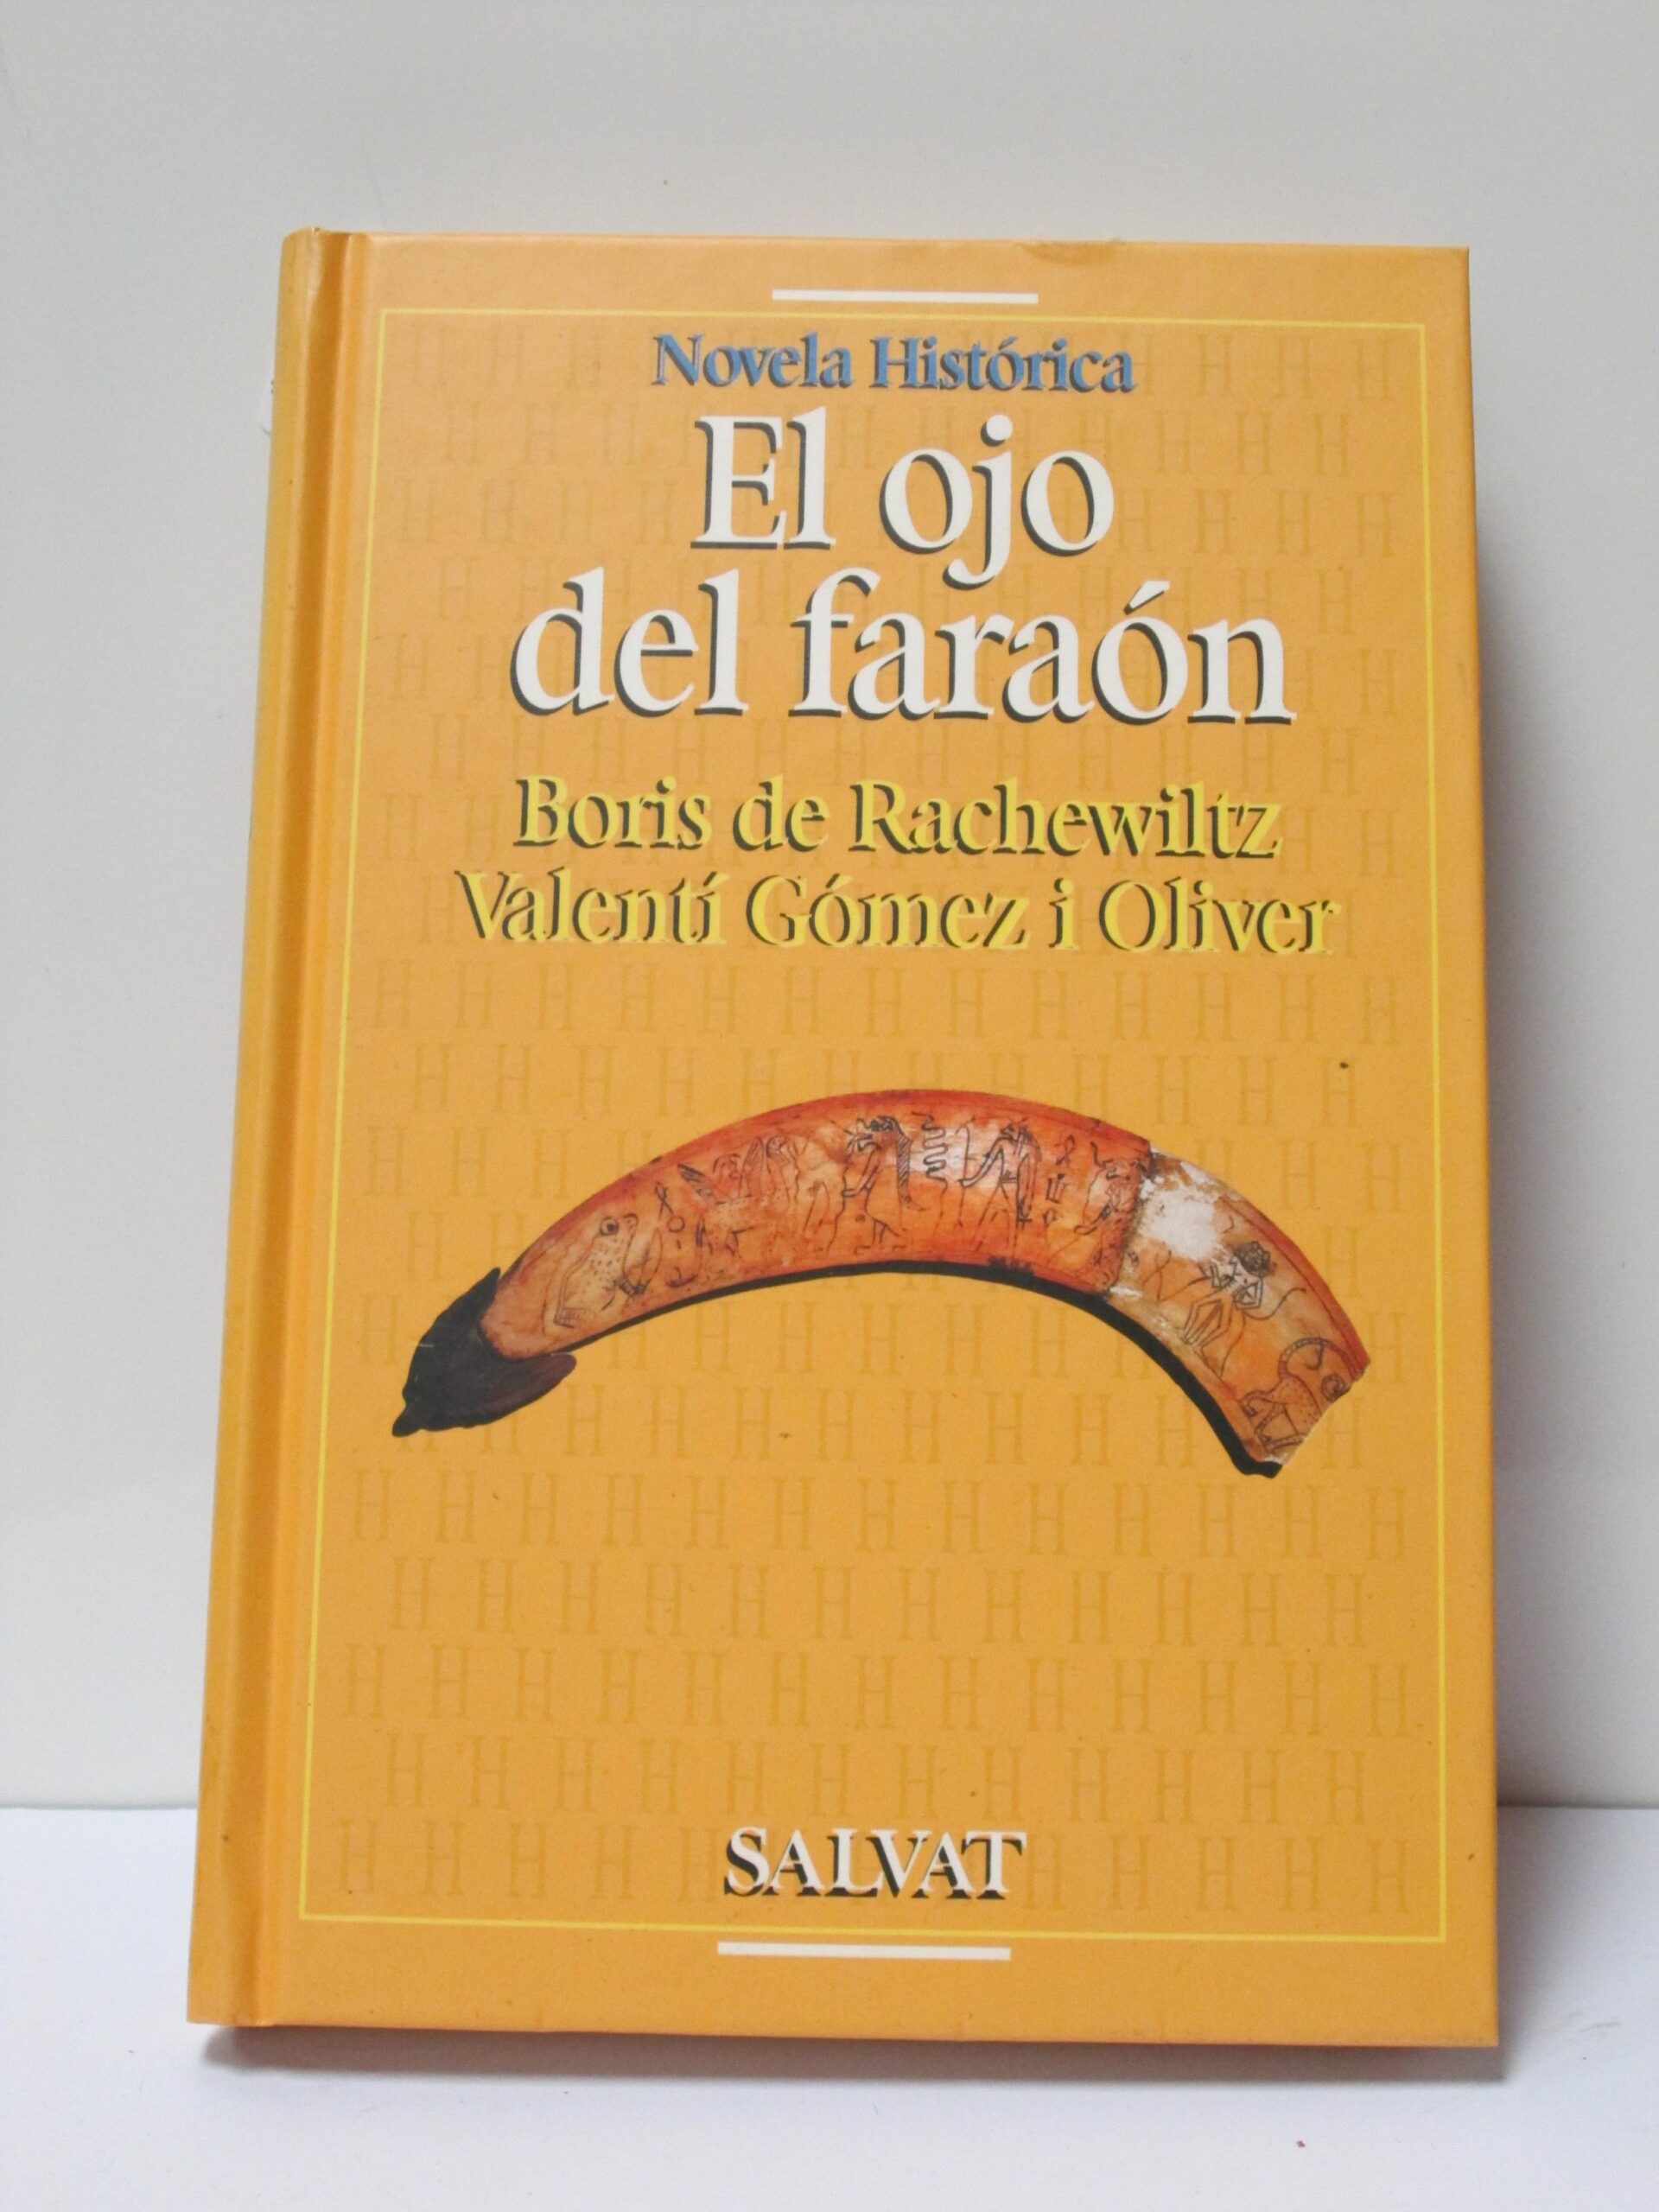 Novela Histórica
El ojo
del faraón
Boris de Rachewiltz
Valentí Gómez i Oliver
SALVAT